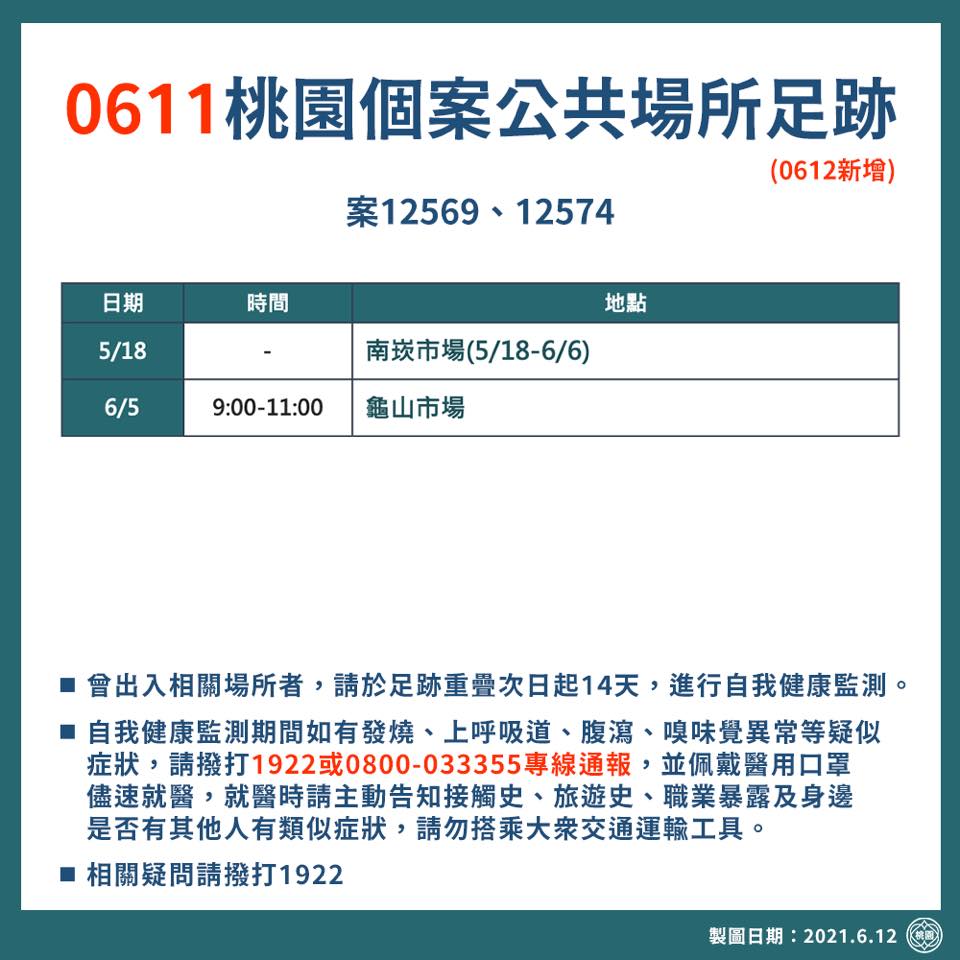 0611桃園個案公共場所足跡
(0612新增)
案12569、12574
日期 時間 地點
5/18 - 南崁市場(5/18-6/6)
6/5 9:00-11:00 龜山市場
■ 曾出入相關場所者，請於足跡重疊次日起14天，進行自我健康監測。
■ 自我健康監測期間如有發燒、上呼吸道、腹瀉、嗅味覺異常等疑似
症狀，請撥打1922或0800-033355專線通報，並佩戴醫用口罩
儘速就醫，就醫時請主動告知接觸史、旅遊史、職業暴露及身邊
是否有其他人有類似症狀，請勿搭乘大眾交通運輸工具。
■ 相關疑問請撥打1922
製圖日期：2021.6.12 桃園